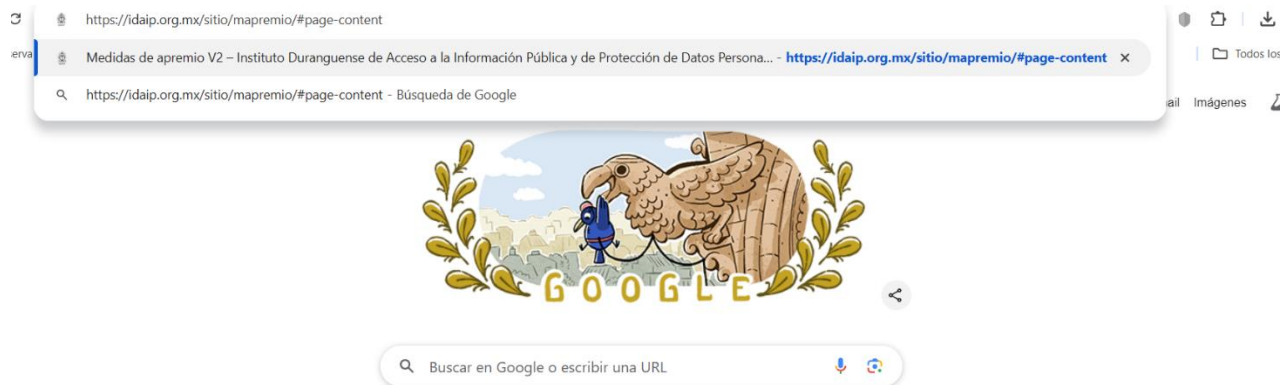 https://idaip.org.mx/sitio/mapremio/#page-content
Medidas de apremio V2 – Instituto Duranguense de Acceso a la Información Pública y de Protección de Datos Persona... - https://idaip.org.mx/sitio/mapremio/#page-content
erva
Todos los
https://idaip.org.mx/sitio/mapremio/#page-content - Búsqueda de Google
ail Imágenes
GOOGLE
Buscar en Google o escribir una URL